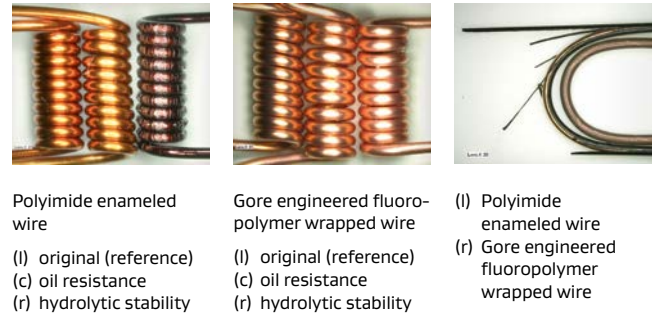 Polyimide enameled
wire
(l) original (reference)
(c) oil resistance
(r) hydrolytic stability
Gore engineered fluoro-
polymer wrapped wire
(l) original (reference)
(c) oil resistance
(r) hydrolytic stability
(l) Polyimide
enameled wire
(r) Gore engineered
fluoropolymer
wrapped wire